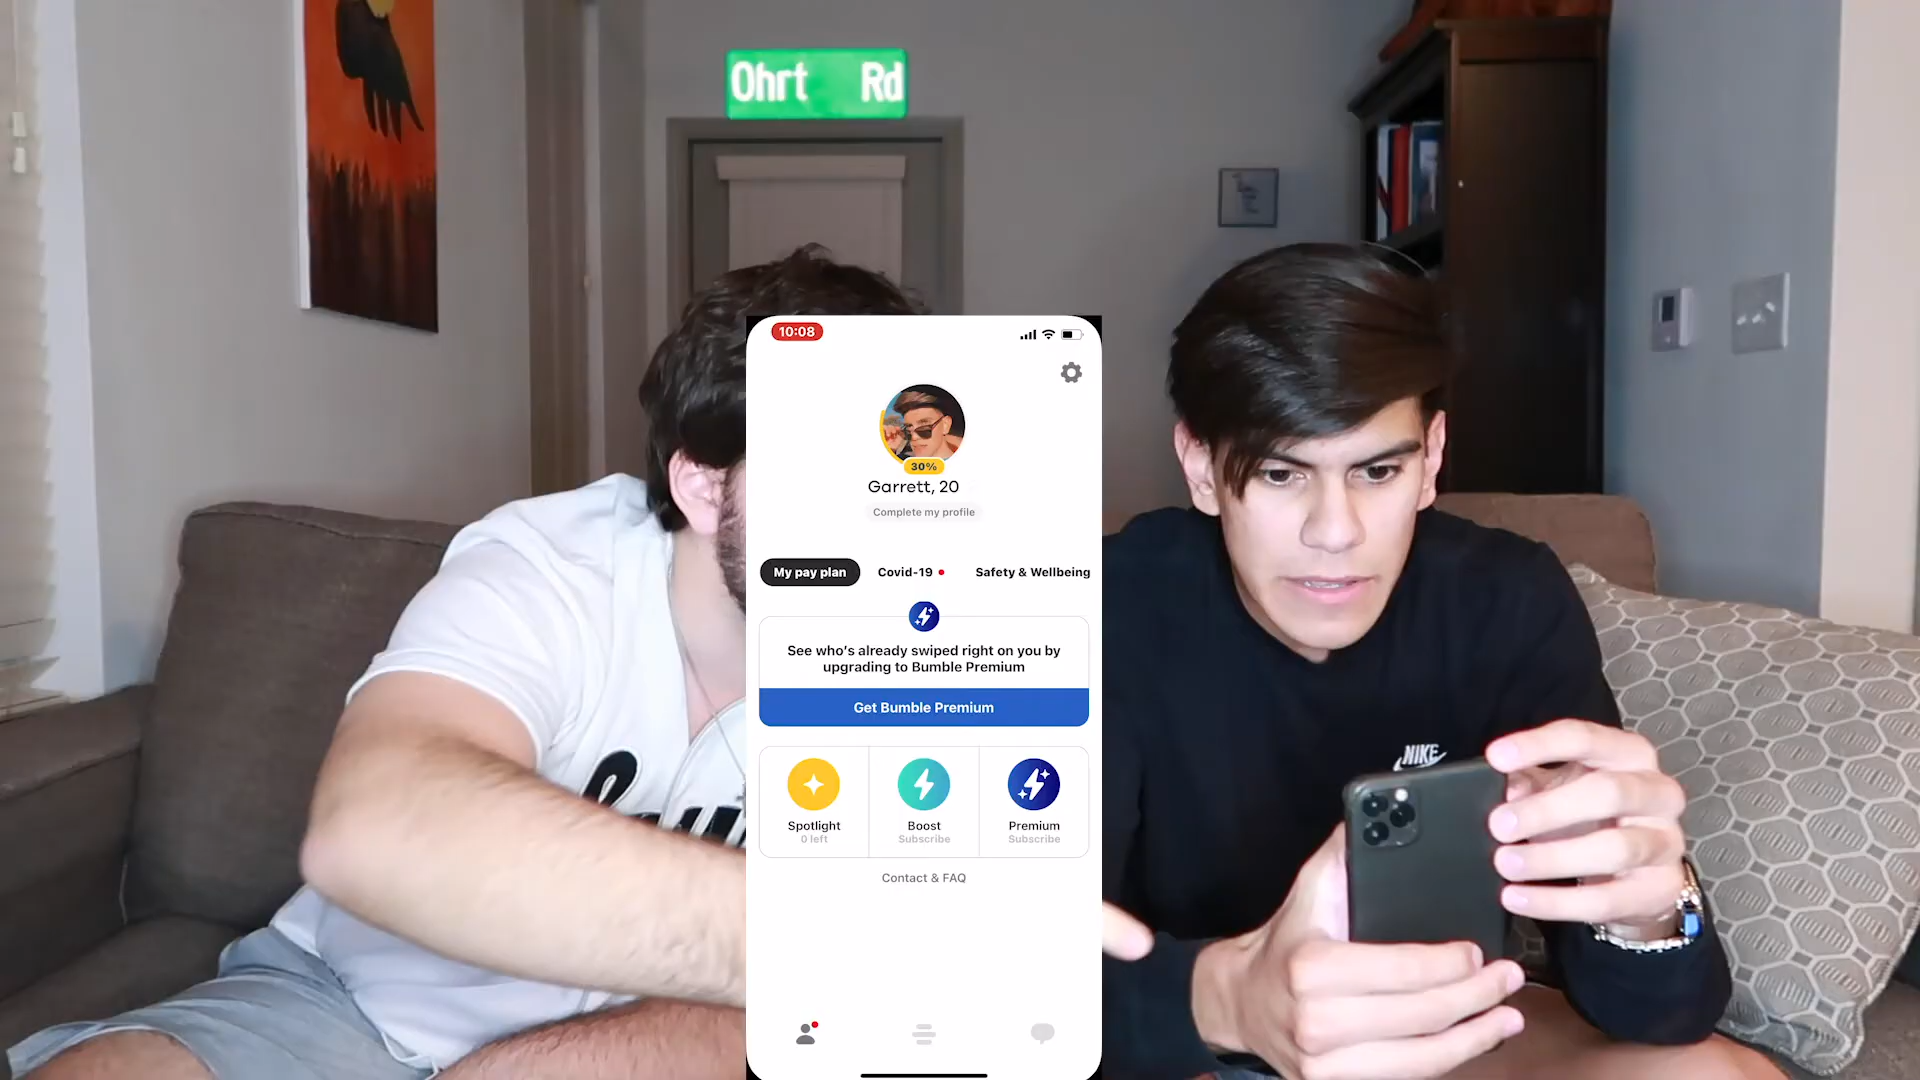 Ohrt Rd
10:08
30%
Garrett, 20
Complete my profile
My pay plan
Covid-19
Safety & Wellbeing
See who's already swiped right on you by
upgrading to Bumble Premium
Get Bumble Premium
Spotlight
0 left
Boost
Subscribe
Premium
Subscribe
Contact & FAQ
NIKE